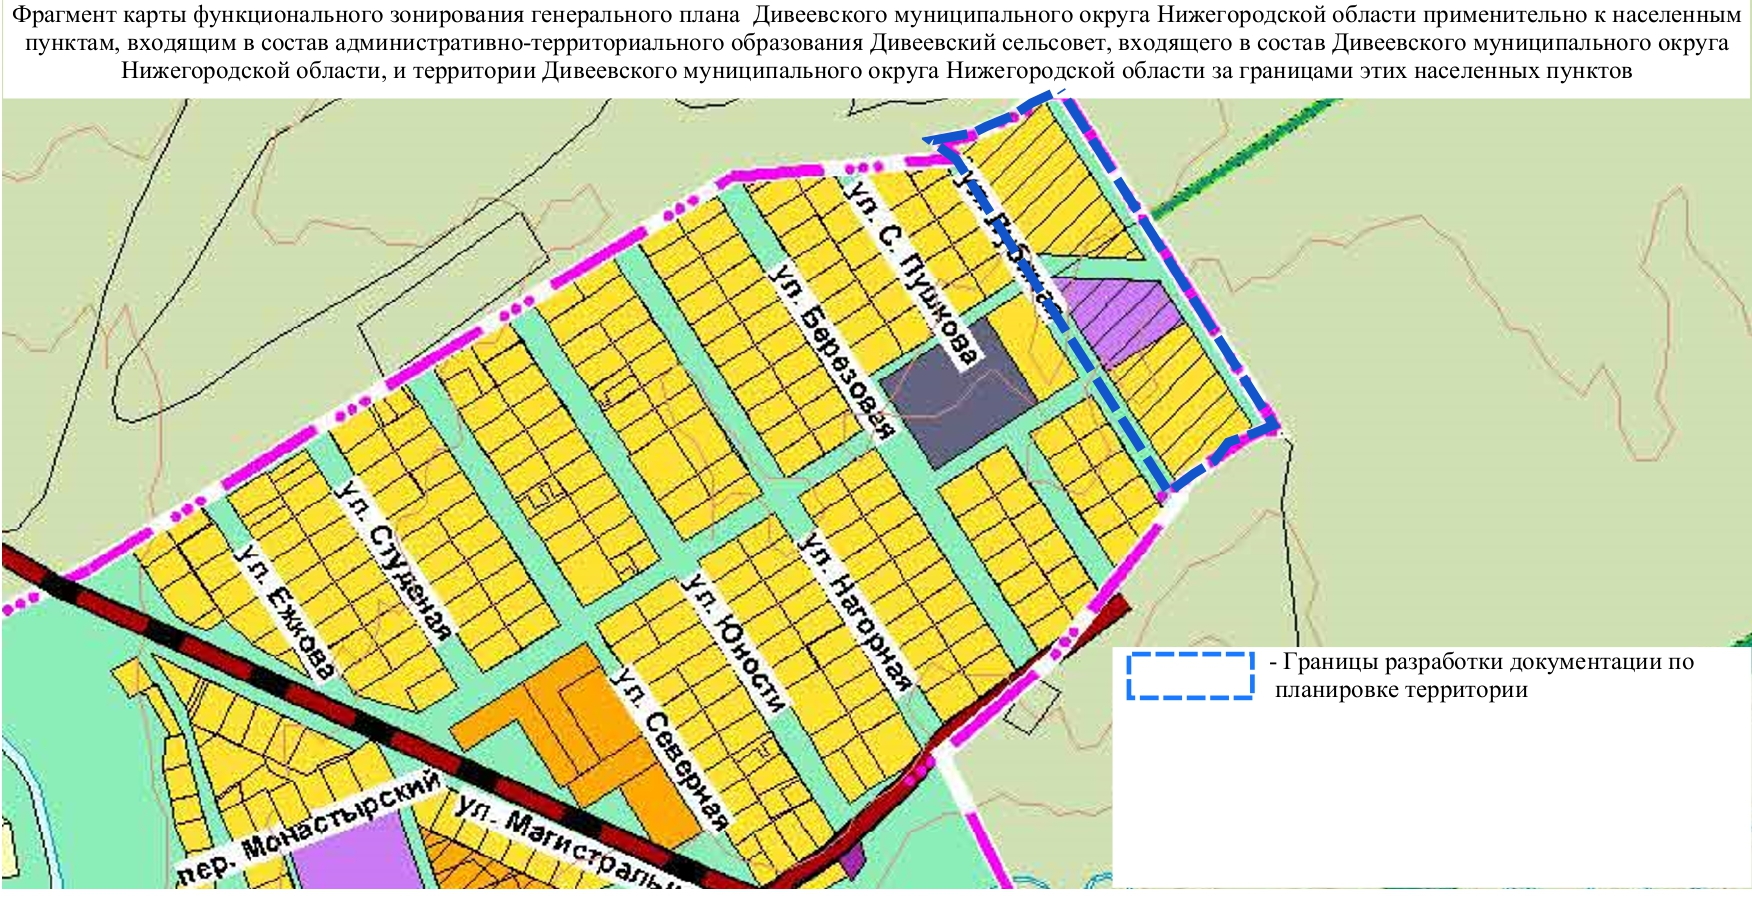 Фрагмент карты функционального зонирования генерального плана Дивеевского муниципального округа Нижегородской области применительно к населенным
пунктам, входящим в состав административно-территориального образования Дивеевский сельсовет, входящего в состав Дивеевского муниципального округа
Нижегородской области, и территории Дивеевского муниципального округа Нижегородской области за границами этих населенных пунктов
ул.
ул. С. Пушкова
ул. Березовая
ул. Студеная
ул. Ежкова
ул. Нагорная
ул. Юности
ул. Северная
- Границы разработки документации по
планировке территории
пер. Монастырский
ул. Магистральн